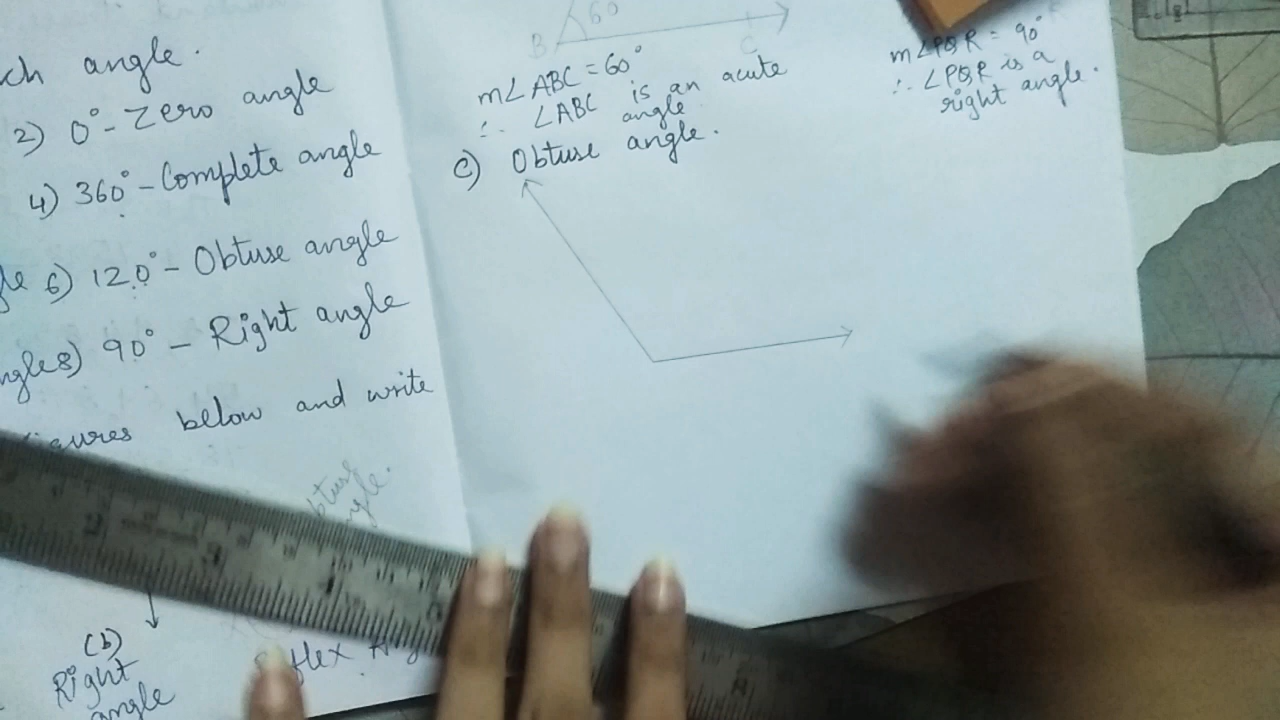 angle.
2) 0° - Zero angle
4) 360° - Complete angle
6) 120° - Obtuse angle
8) 90° - Right angle
below and write
(b)
Right
angle
60
B
C
m∠ABC = 60°
∴ ∠ABC is an acute
angle
c) Obtuse angle.
m∠PQR = 90°
∴ ∠PQR is a
right angle.